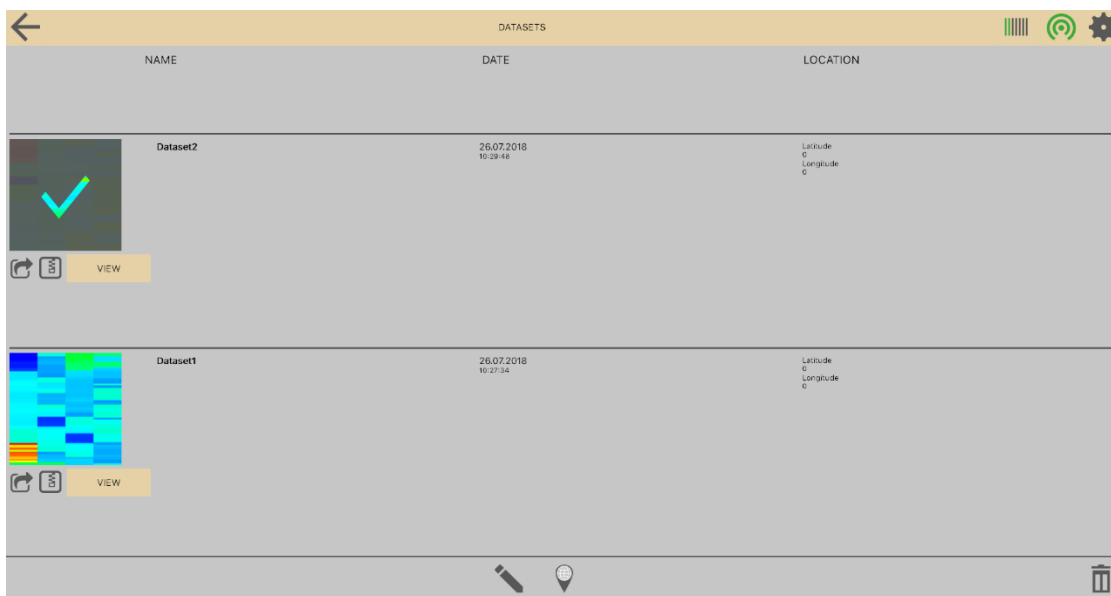 DATASETS
NAME DATE LOCATION
Dataset2
26.07.2018
10:29:48
Latitude
0
Longitude
0
VIEW
Dataset1
26.07.2018
10:27:34
Latitude
0
Longitude
0
VIEW